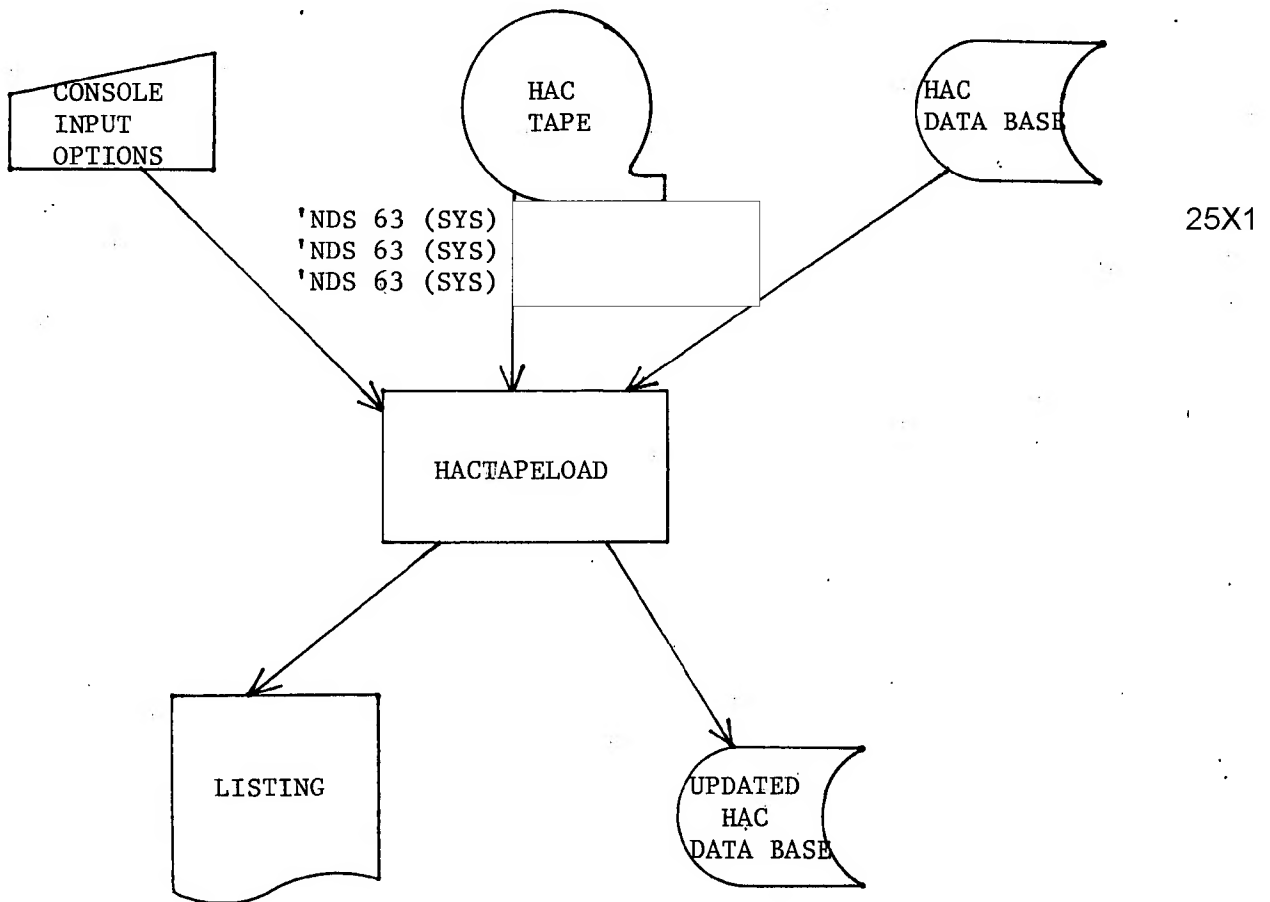 CONSOLE
INPUT
OPTIONS
HAC
TAPE
HAC
DATA BASE
'NDS 63 (SYS)
'NDS 63 (SYS)
'NDS 63 (SYS)
25X1
HACTAPELOAD
LISTING
UPDATED
HAC
DATA BASE